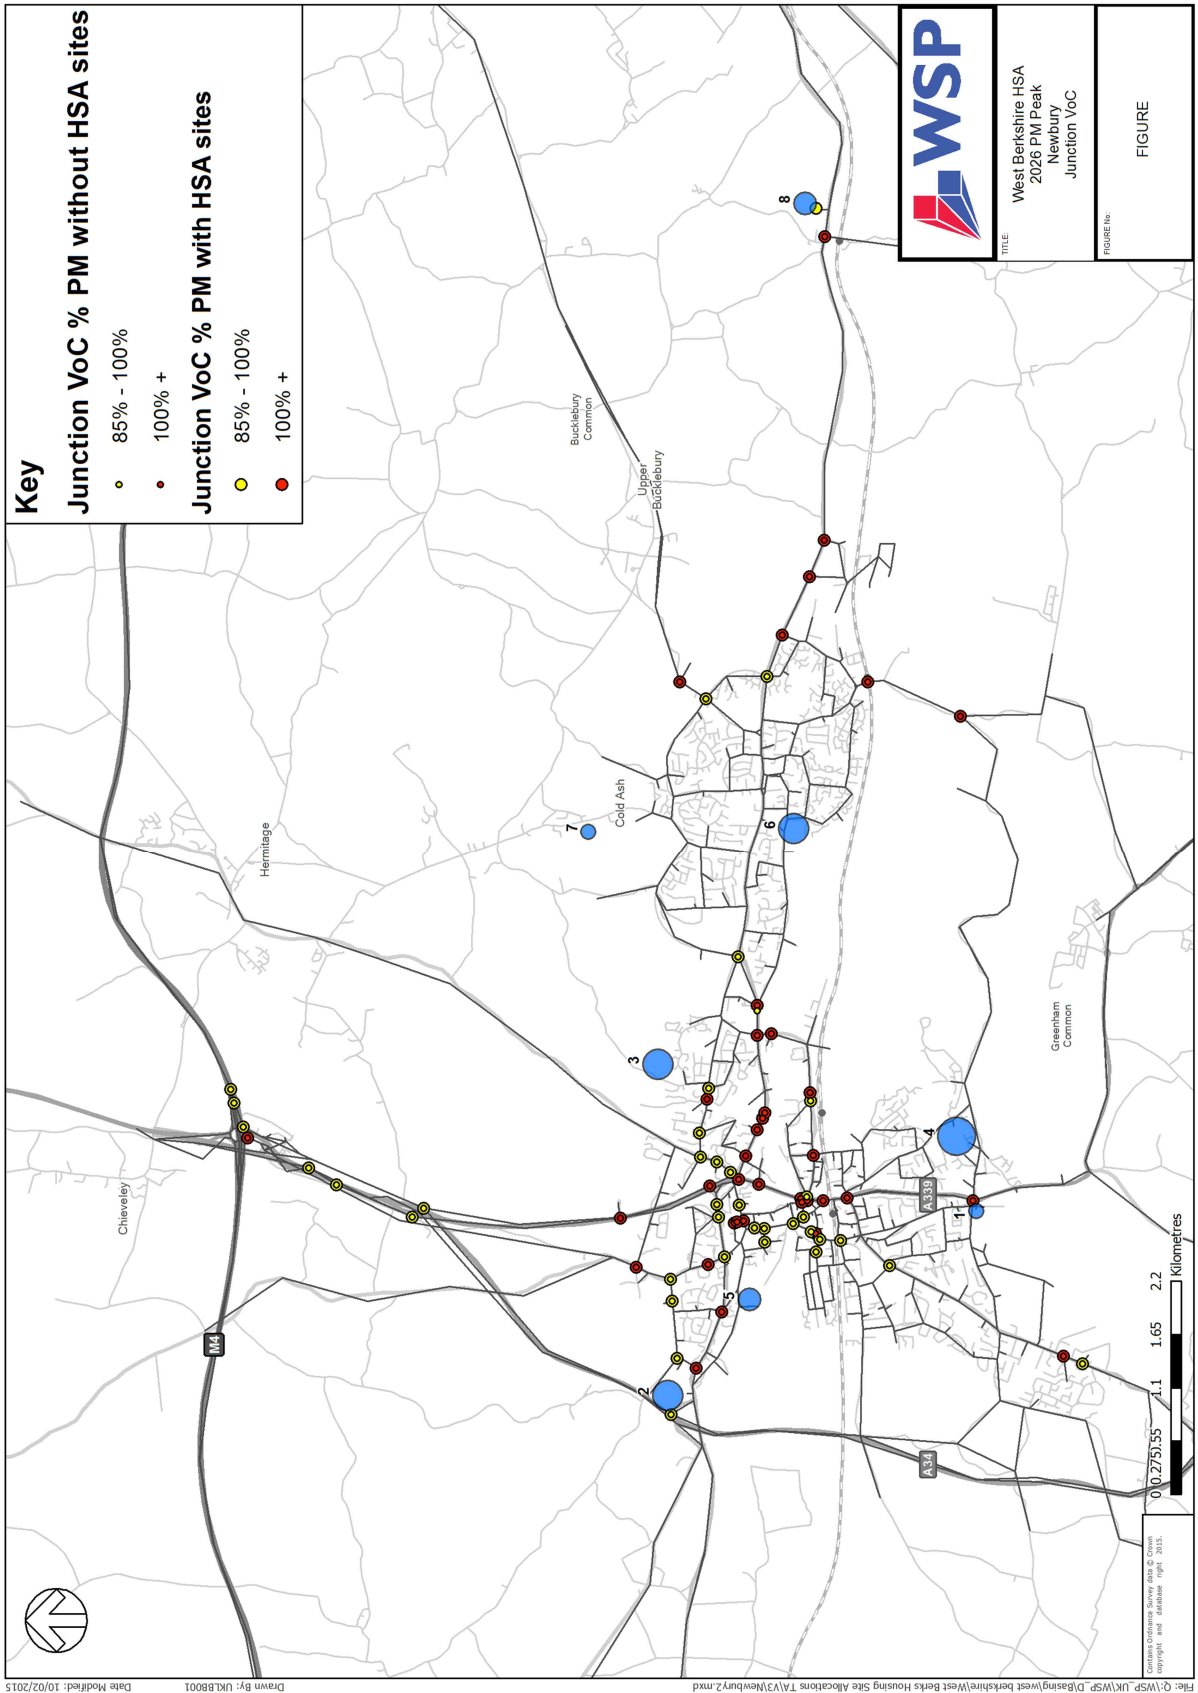 Key
Junction VoC % PM without HSA sites
85% - 100%
100% +
Junction VoC % PM with HSA sites
85% - 100%
100% +
WSP
TITLE:
West Berkshire HSA
2026 PM Peak
Newbury
Junction VoC
FIGURE No:
FIGURE
Chieveley
Hermitage
Bucklebury
Common
Upper
Bucklebury
Cold Ash
Greenham
Common
M4
A34
A339
1
2
3
4
5
6
7
8
0 0.275 0.55 1.1 1.65 2.2
Kilometres
Contains Ordnance Survey data © Crown
copyright and database right 2015.
File: Q:\WSP_UK\WSP_D\Basing\west berkshire\West Berks Housing Site Allocations TA\V3\Newbury2.mxd
Drawn By: UKLBB001
Date Modified: 10/02/2015